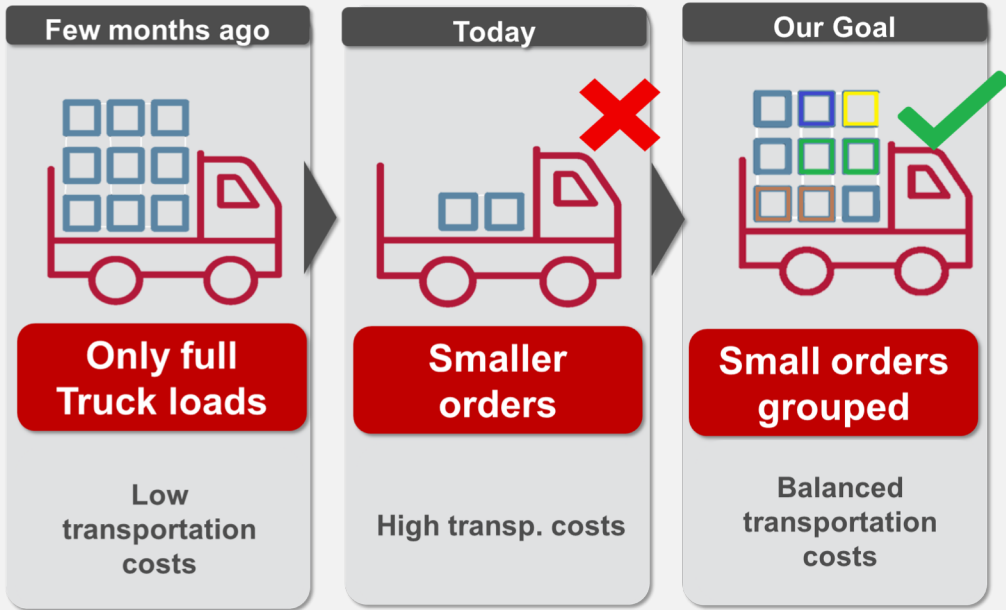 Few months ago
Only full
Truck loads
Low
transportation
costs
Today
Smaller
orders
High transp. costs
Our Goal
Small orders
grouped
Balanced
transportation
costs